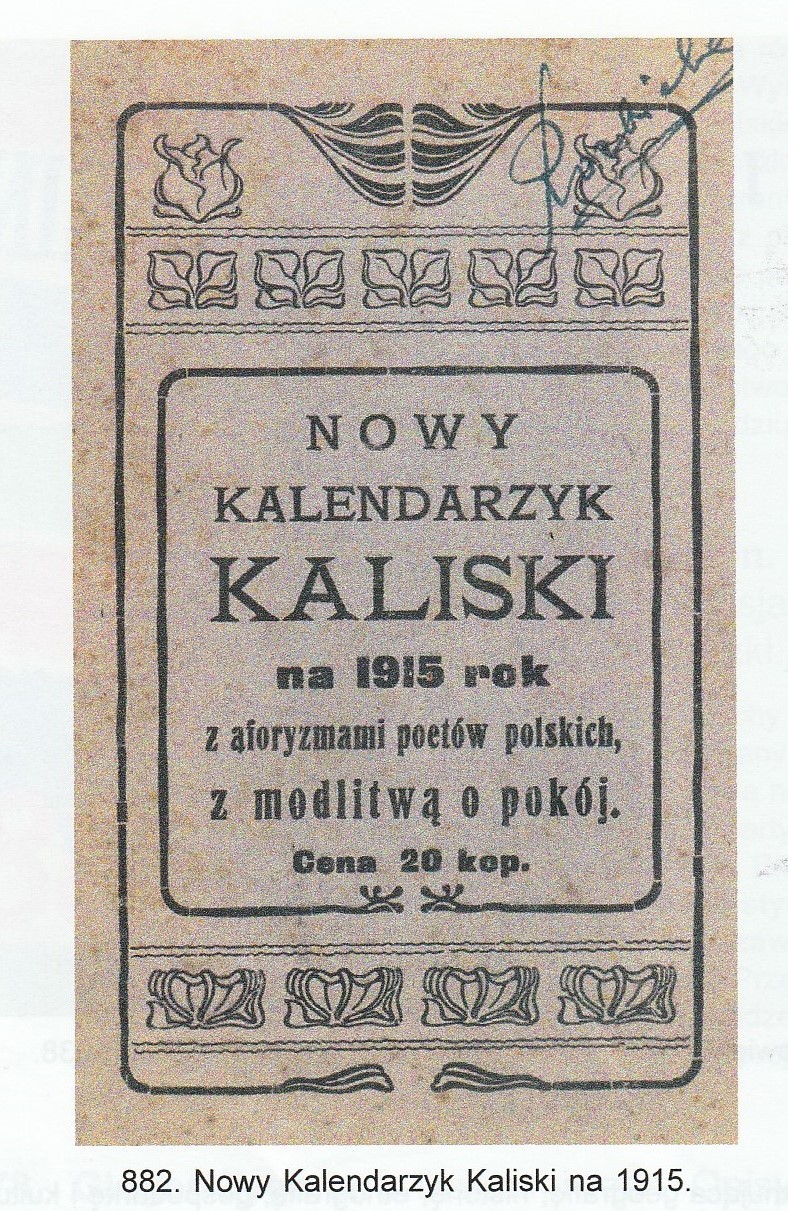 NOWY
KALENDARZYK
KALISKI
na 1915 rok
z aforyzmami poetów polskich,
z modlitwą o pokój.
Cena 20 kop.
882. Nowy Kalendarzyk Kaliski na 1915.